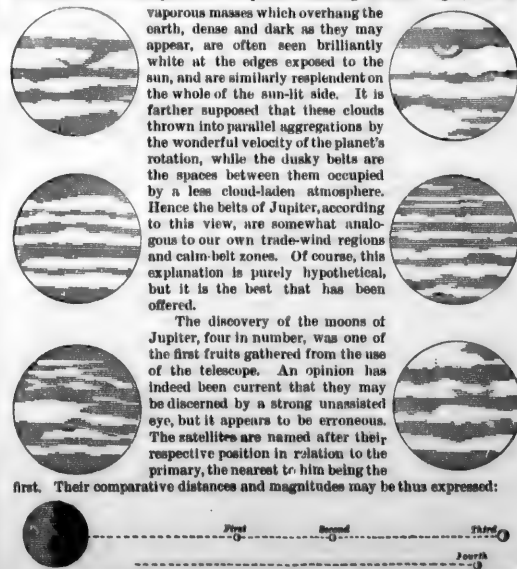 vaporous masses which overhang the
earth, dense and dark as they may
appear, are often seen brilliantly
white at the edges exposed to the
sun, and are similarly resplendent on
the whole of the sun-lit side. It is
farther supposed that these clouds
thrown into parallel aggregations by
the wonderful velocity of the planet's
rotation, while the dusky belts are
the spaces between them occupied
by a less cloud-laden atmosphere.
Hence the belts of Jupiter, according
to this view, are somewhat analo-
gous to our own trade-wind regions
and calm-belt zones. Of course, this
explanation is purely hypothetical,
but it is the best that has been
offered.
The discovery of the moons of
Jupiter, four in number, was one of
the first fruits gathered from the use
of the telescope. An opinion has
indeed been current that they may
be discerned by a strong unassisted
eye, but it appears to be erroneous.
The satellites are named after their
respective position in relation to the
primary, the nearest to him being the
first. Their comparative distances and magnitudes may be thus expressed:
First Second Third
Fourth